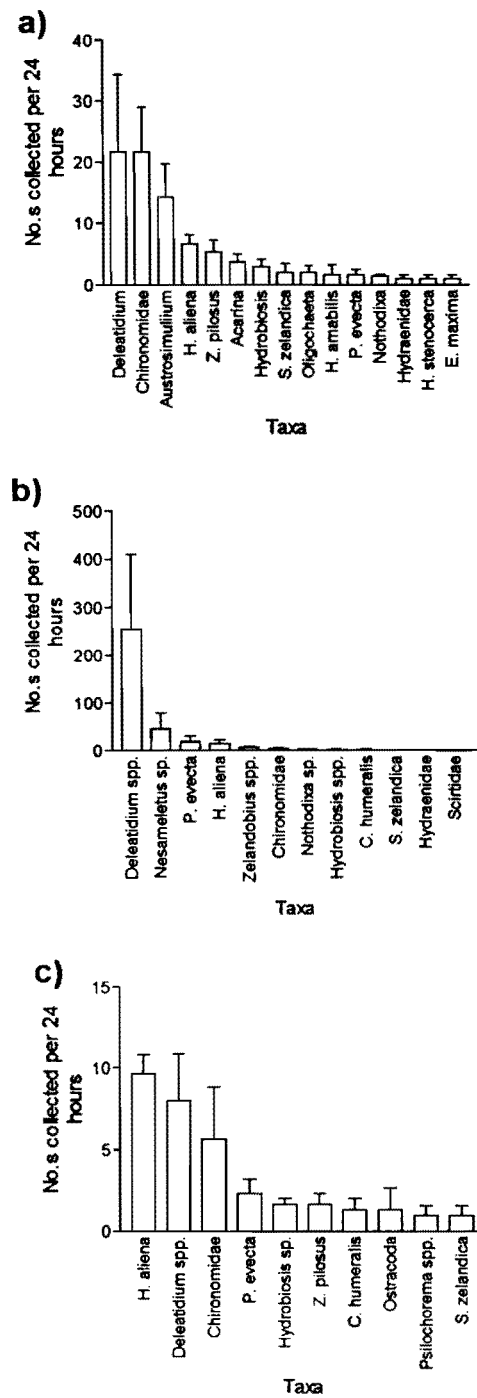 a)
No.s collected per 24
hours
40
30
20
10
0
Deleatidium
Chironomidae
Austrosimulium
H. aliena
Z. pilosus
Acarina
Hydrobiosis
S. zelandica
Oligochaeta
H. amabilis
P. evecta
Nothodixa
Hydraenidae
H. stenocerca
E. maxima
Taxa
b)
No.s collected per 24
hours
500
400
300
200
100
0
Deleatidium spp.
Nesameletus sp.
P. evecta
H. aliena
Zelandobius spp.
Chironomidae
Nothodixa sp.
Hydrobiosis spp.
C. humeralis
S. zelandica
Hydraenidae
Scirtidae
Taxa
c)
No.s collected per 24
hours
15
10
5
0
H. aliena
Deleatidium spp.
Chironomidae
P. evecta
Hydrobiosis sp.
Z. pilosus
C. humeralis
Ostracoda
Psilochorema spp.
S. zelandica
Taxa